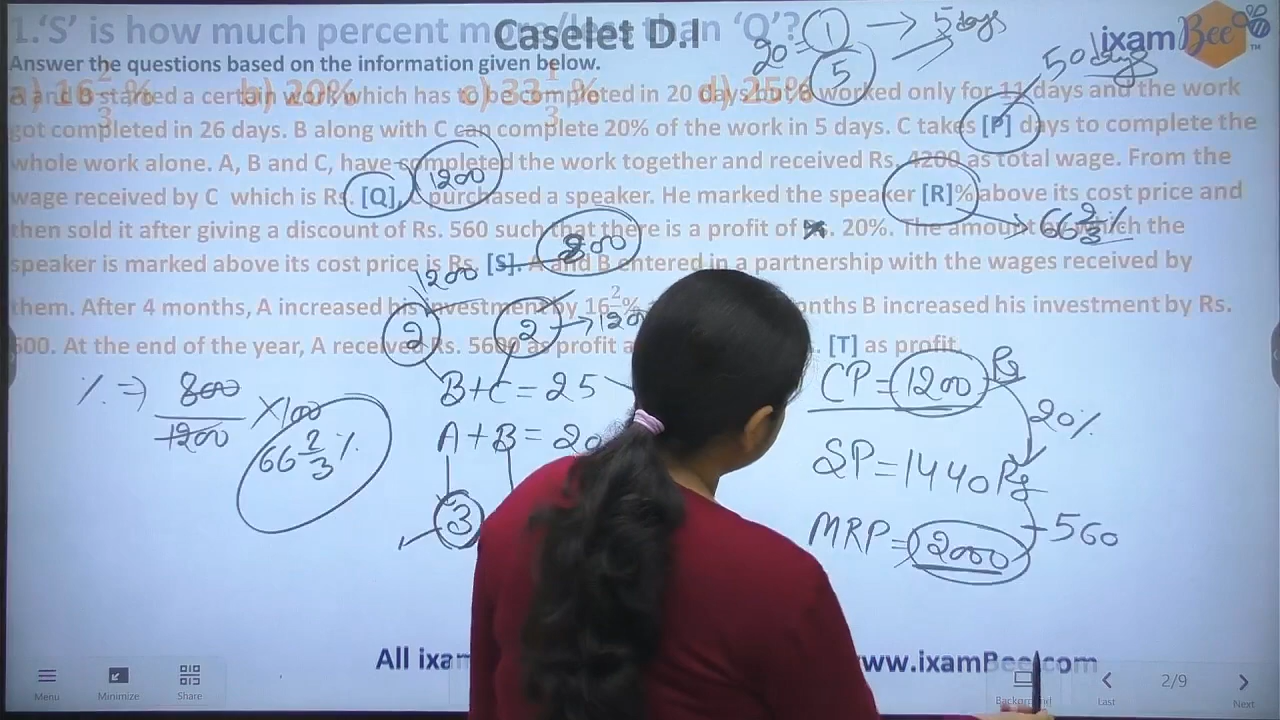 1.'S' is how much percent more/less than 'Q'?
Caselet D.I
ixam Bee
TM
Answer the questions based on the information given below.
a) 16 2/3 % b) 20% c) 33 1/3 % d) 25%
A and B started a certain work which has to be completed in 20 days but worked only for 11 days and the work
got completed in 26 days. B along with C can complete 20% of the work in 5 days. C takes [P] days to complete the
whole work alone. A, B and C, have completed the work together and received Rs. 4200 as total wage. From the
wage received by C which is Rs. [Q], purchased a speaker. He marked the speaker [R]% above its cost price and
then sold it after giving a discount of Rs. 560 such that there is a profit of 20%. The amount which the
speaker is marked above its cost price is Rs. [S]. A and B entered in a partnership with the wages received by
them. After 4 months, A increased his investment by 16 2/3 % months B increased his investment by Rs.
600. At the end of the year, A received Rs. 5600 as profit [T] as profit.
20 = 1/5 → 5 days
50 days
1200
66 2/3 %
800
1200
2 2 → 120
% ⇒ 800/1200 × 100
66 2/3 %
B+C = 25
A+B = 20
3
CP = 1200 Rs
20%
SP = 1440 Rs
560
MRP = 2000
All ixa www.ixamBee.com
Menu Minimize Share Background Last 2/9 Next